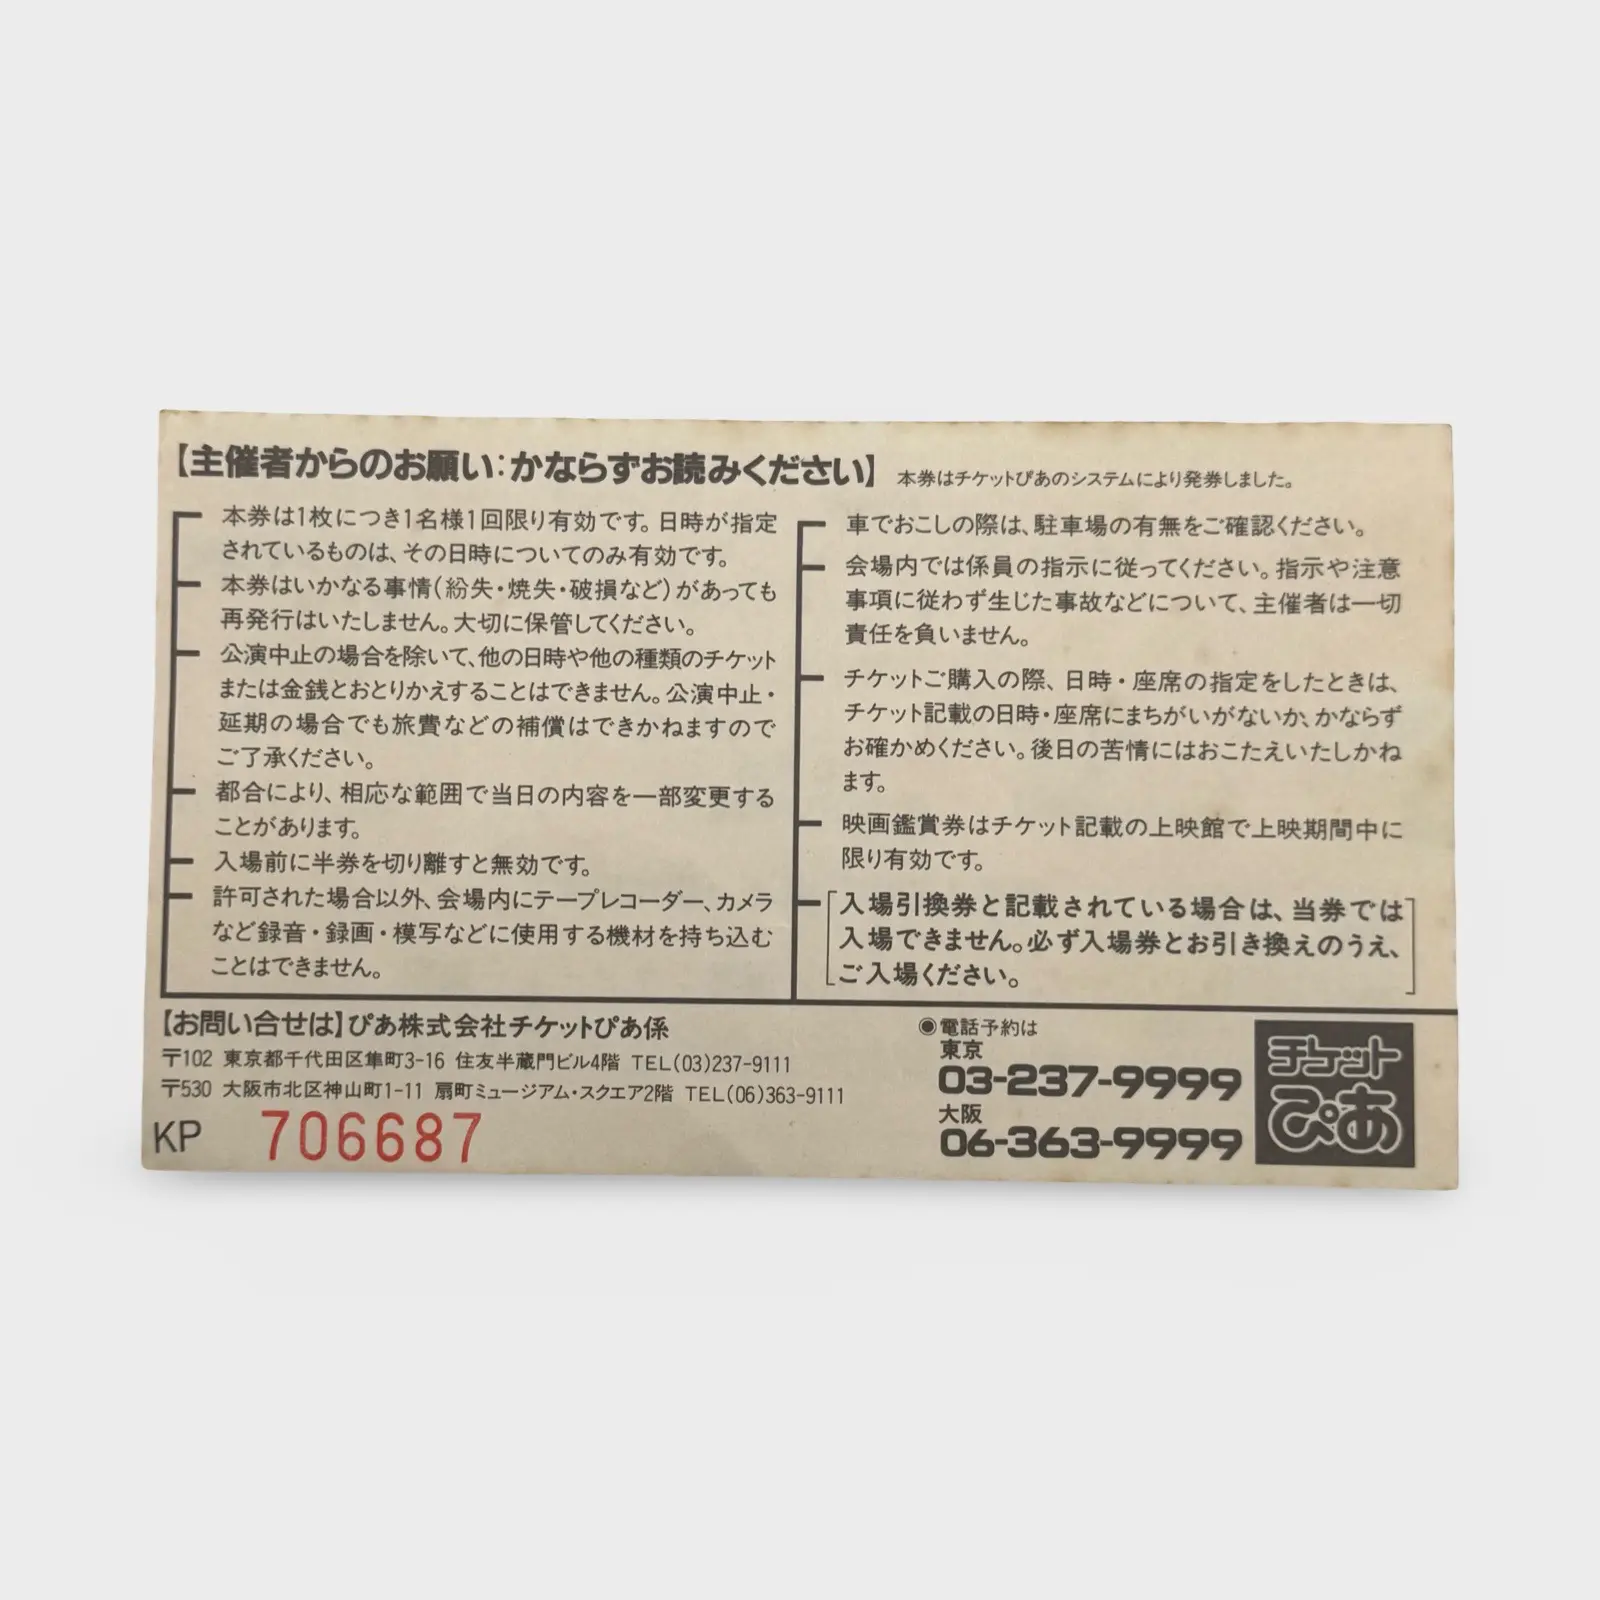 【主催者からのお願い:かならずお読みください】 本券はチケットぴあのシステムにより発券しました。
本券は1枚につき1名様1回限り有効です。日時が指定
されているものは、その日時についてのみ有効です。
本券はいかなる事情(紛失・焼失・破損など)があっても
再発行はいたしません。大切に保管してください。
公演中止の場合を除いて、他の日時や他の種類のチケット
または金銭とおとりかえすることはできません。公演中止・
延期の場合でも旅費などの補償はできかねますので
ご了承ください。
都合により、相応な範囲で当日の内容を一部変更する
ことがあります。
入場前に半券を切り離すと無効です。
許可された場合以外、会場内にテープレコーダー、カメラ
など録音・録画・模写などに使用する機材を持ち込む
ことはできません。
車でおこしの際は、駐車場の有無をご確認ください。
会場内では係員の指示に従ってください。指示や注意
事項に従わず生じた事故などについて、主催者は一切
責任を負いません。
チケットご購入の際、日時・座席の指定をしたときは、
チケット記載の日時・座席にまちがいがないか、かならず
お確かめください。後日の苦情にはおこたえいたしかね
ます。
映画鑑賞券はチケット記載の上映館で上映期間中に
限り有効です。
入場引換券と記載されている場合は、当券では
入場できません。必ず入場券とお引き換えのうえ、
ご入場ください。
【お問い合せは】ぴあ株式会社チケットぴあ係
〒102 東京都千代田区隼町3-16 住友半蔵門ビル4階 TEL(03)237-9111
〒530 大阪市北区神山町1-11 扇町ミュージアム・スクエア2階 TEL(06)363-9111
KP 706687
◉電話予約は
東京
03-237-9999
大阪
06-363-9999
チケット
ぴあ